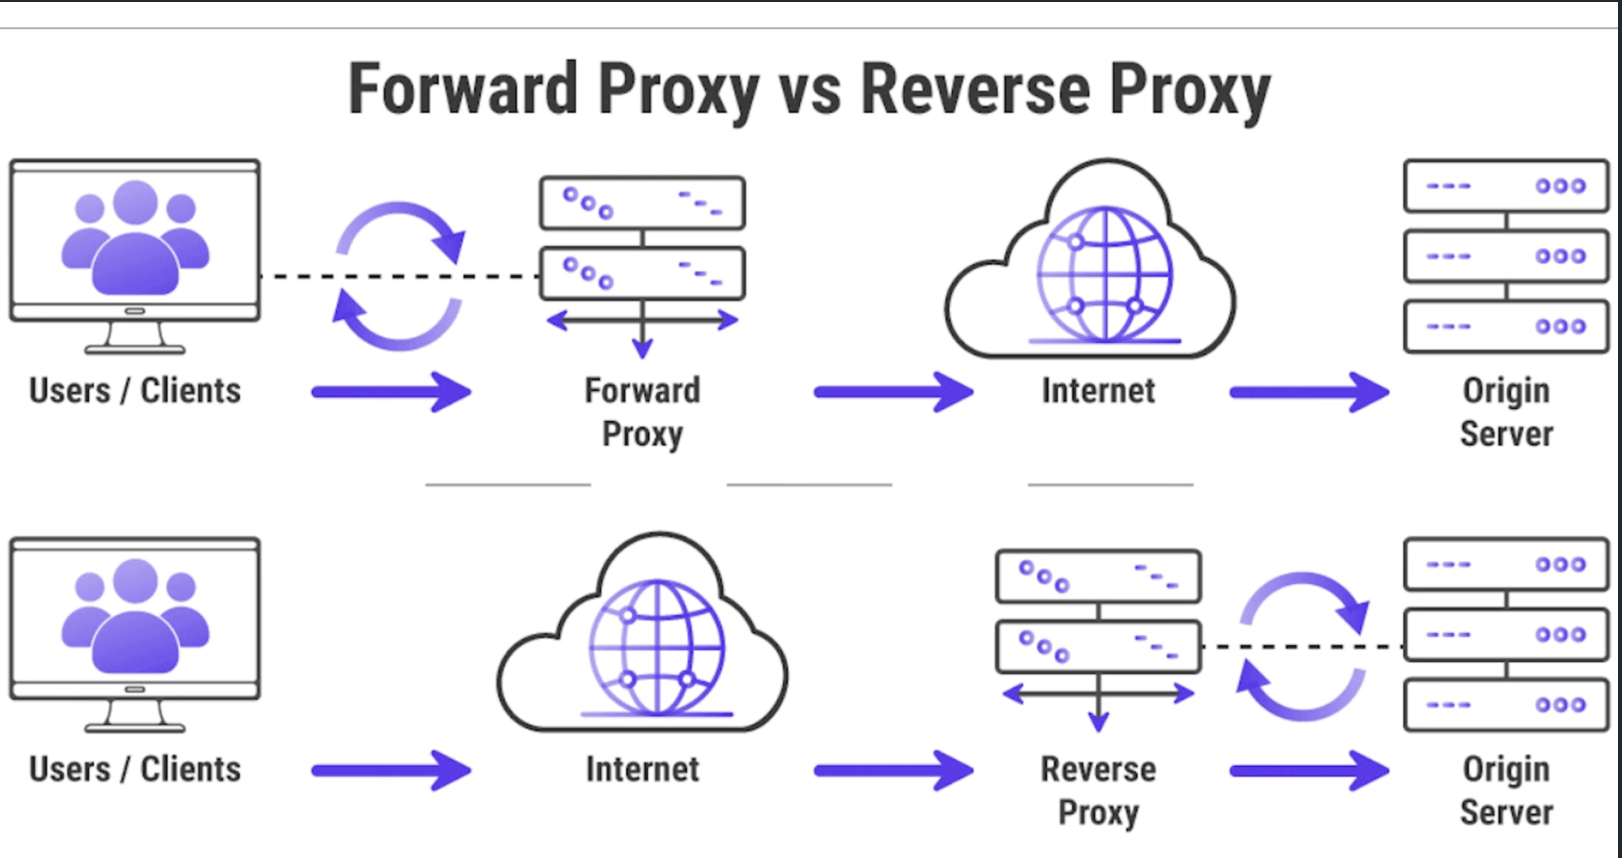 Forward Proxy vs Reverse Proxy
Users / Clients
Forward
Proxy
Internet
Origin
Server
Users / Clients
Internet
Reverse
Proxy
Origin
Server